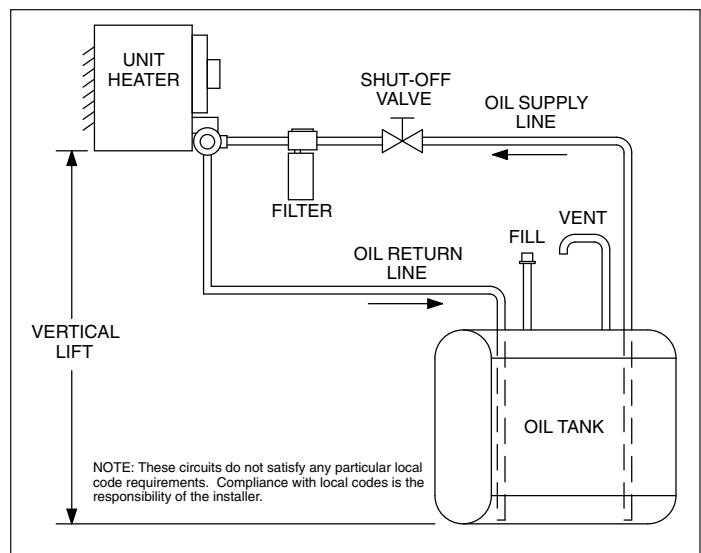 UNIT
HEATER
SHUT-OFF
VALVE
OIL SUPPLY
LINE
FILTER
VENT
FILL
OIL RETURN
LINE
VERTICAL
LIFT
OIL TANK
NOTE: These circuits do not satisfy any particular local
code requirements. Compliance with local codes is the
responsibility of the installer.